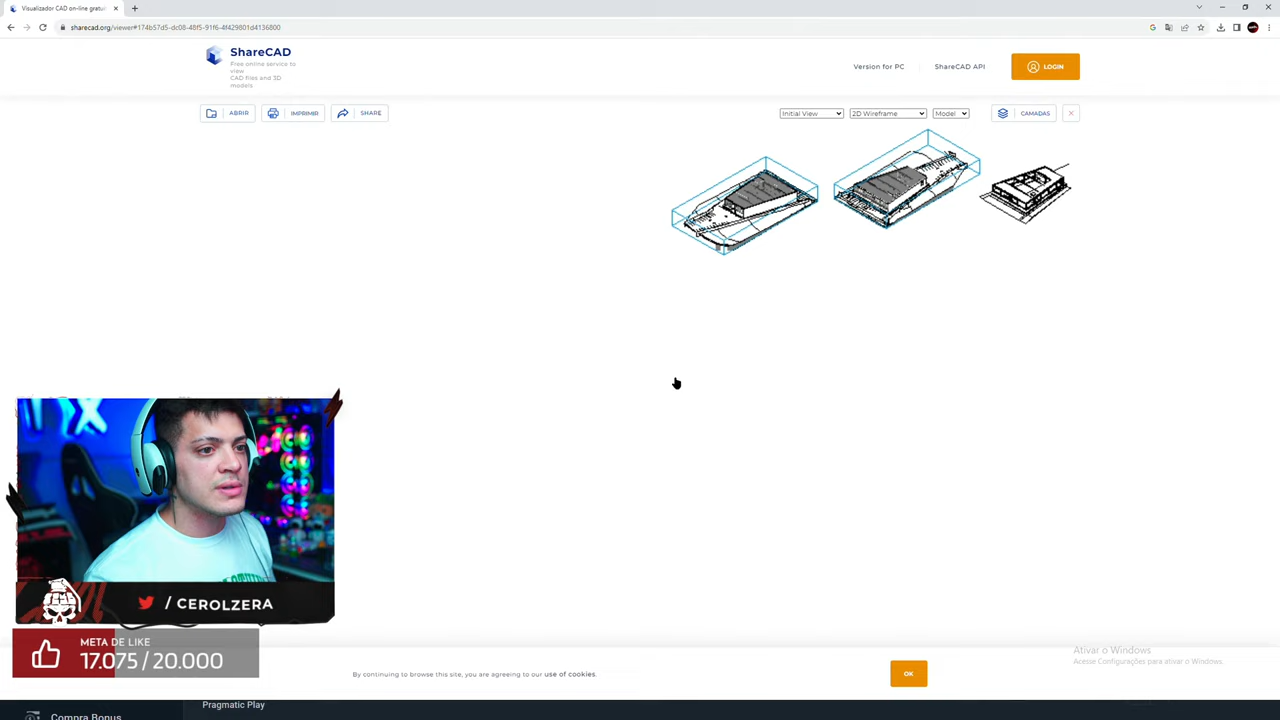 Visualizador CAD on-line gratuit
sharecad.org/viewer#174b57d5-dc08-48f5-91f6-4f429801d4136800
ShareCAD
Free online service to
view
CAD files and 3D
models
Version for PC
ShareCAD API
LOGIN
ABRIR
IMPRIMIR
SHARE
Initial View
2D Wireframe
Model
CAMADAS
/ CEROLZERA
META DE LIKE
17.075 / 20.000
By continuing to browse this site, you are agreeing to our use of cookies.
OK
Ativar o Windows
Acesse Configurações para ativar o Windows.
Pragmatic Play
Compra Bonus